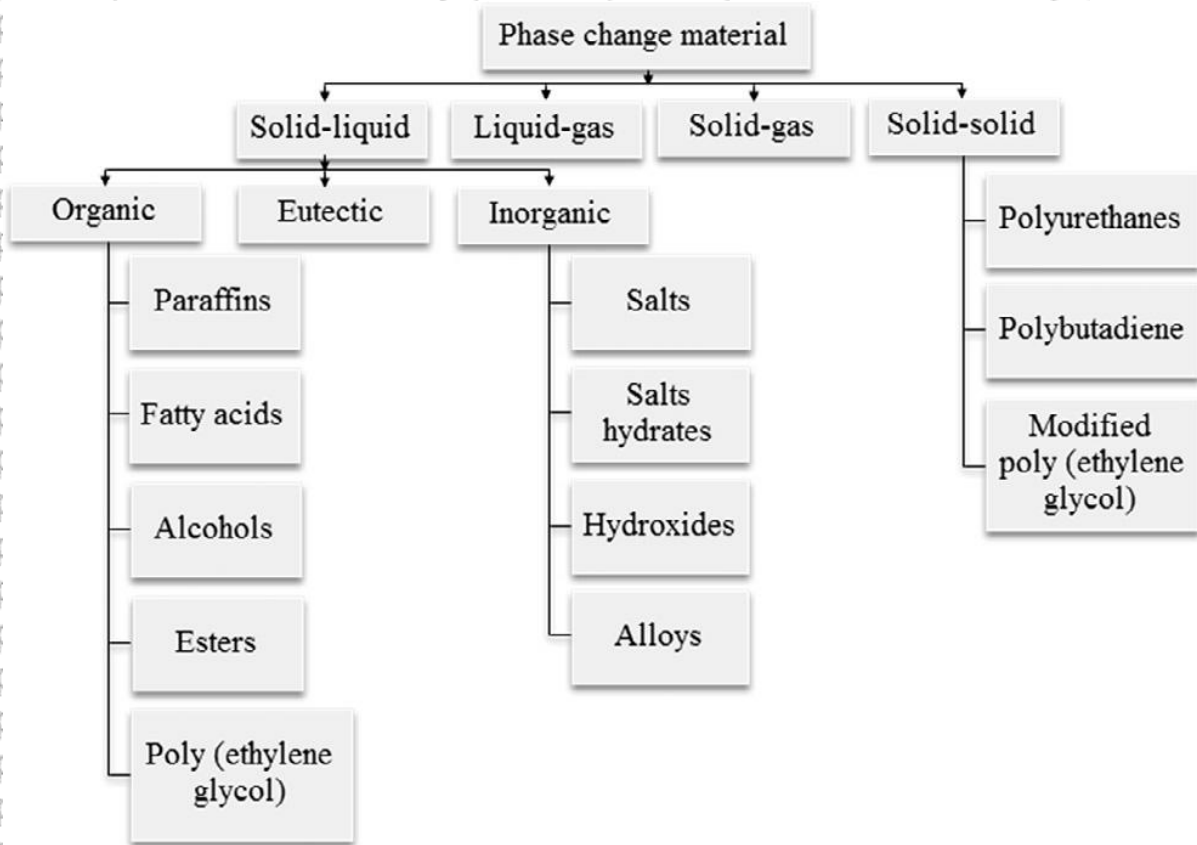 Phase change material
Solid-liquid
Liquid-gas
Solid-gas
Solid-solid
Organic
Eutectic
Inorganic
Paraffins
Fatty acids
Alcohols
Esters
Poly (ethylene
glycol)
Salts
Salts
hydrates
Hydroxides
Alloys
Polyurethanes
Polybutadiene
Modified
poly (ethylene
glycol)